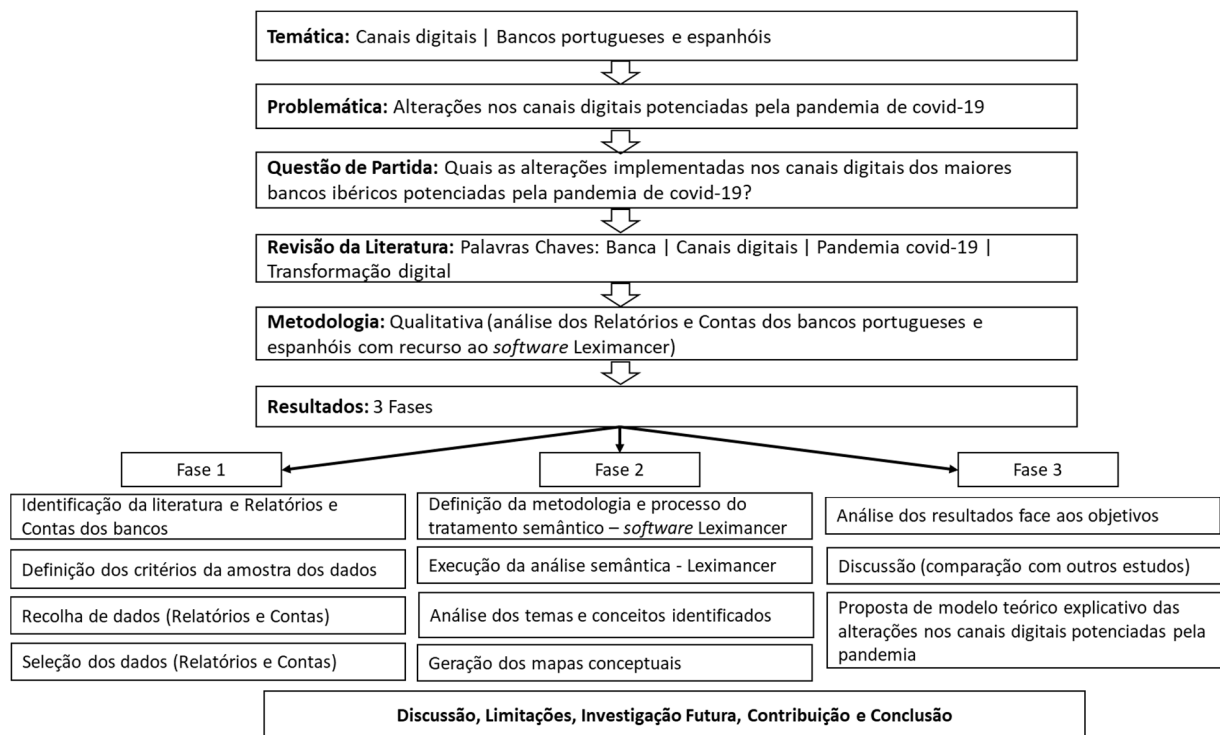 Temática: Canais digitais | Bancos portugueses e espanhóis
Problemática: Alterações nos canais digitais potenciadas pela pandemia de covid-19
Questão de Partida: Quais as alterações implementadas nos canais digitais dos maiores
bancos ibéricos potenciadas pela pandemia de covid-19?
Revisão da Literatura: Palavras Chaves: Banca | Canais digitais | Pandemia covid-19 |
Transformação digital
Metodologia: Qualitativa (análise dos Relatórios e Contas dos bancos portugueses e
espanhóis com recurso ao software Leximancer)
Resultados: 3 Fases
Fase 1
Identificação da literatura e Relatórios e
Contas dos bancos
Definição dos critérios da amostra dos dados
Recolha de dados (Relatórios e Contas)
Seleção dos dados (Relatórios e Contas)
Fase 2
Definição da metodologia e processo do
tratamento semântico – software Leximancer
Execução da análise semântica - Leximancer
Análise dos temas e conceitos identificados
Geração dos mapas conceptuais
Fase 3
Análise dos resultados face aos objetivos
Discussão (comparação com outros estudos)
Proposta de modelo teórico explicativo das
alterações nos canais digitais potenciadas pela
pandemia
Discussão, Limitações, Investigação Futura, Contribuição e Conclusão